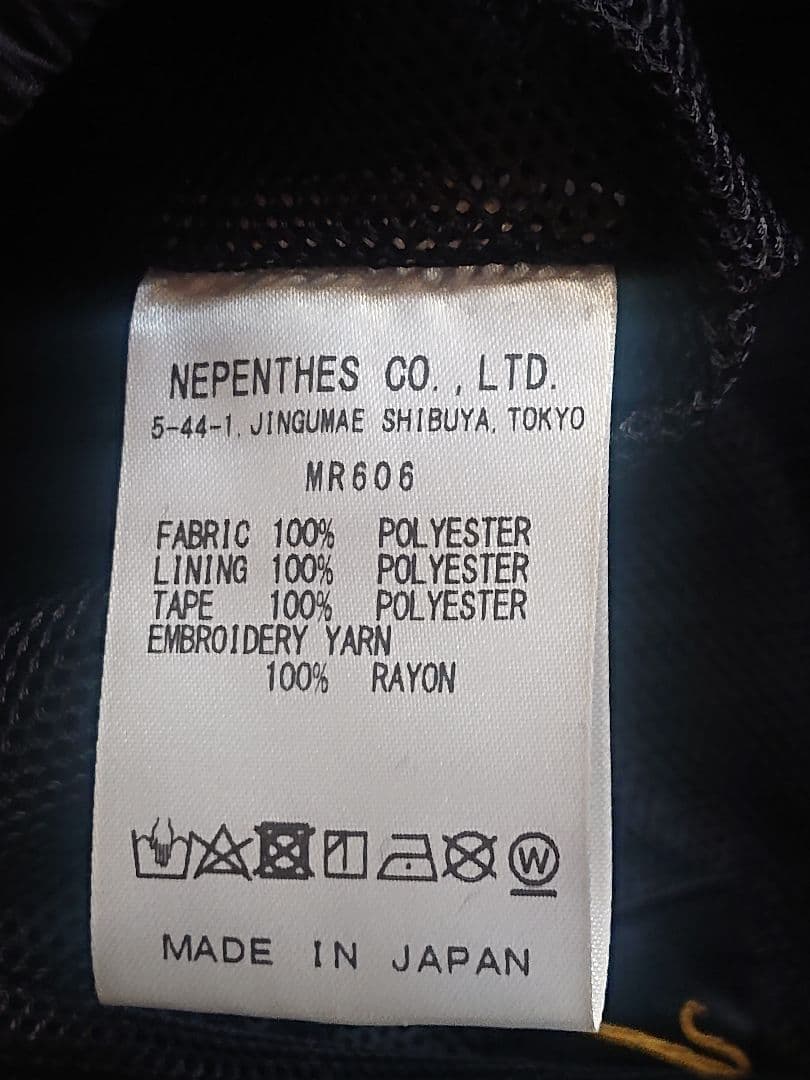 NEPENTHES CO., LTD.
5-44-1, JINGUMAE SHIBUYA, TOKYO
MR606
FABRIC 100% POLYESTER
LINING 100% POLYESTER
TAPE 100% POLYESTER
EMBROIDERY YARN
100% RAYON
W
MADE IN JAPAN